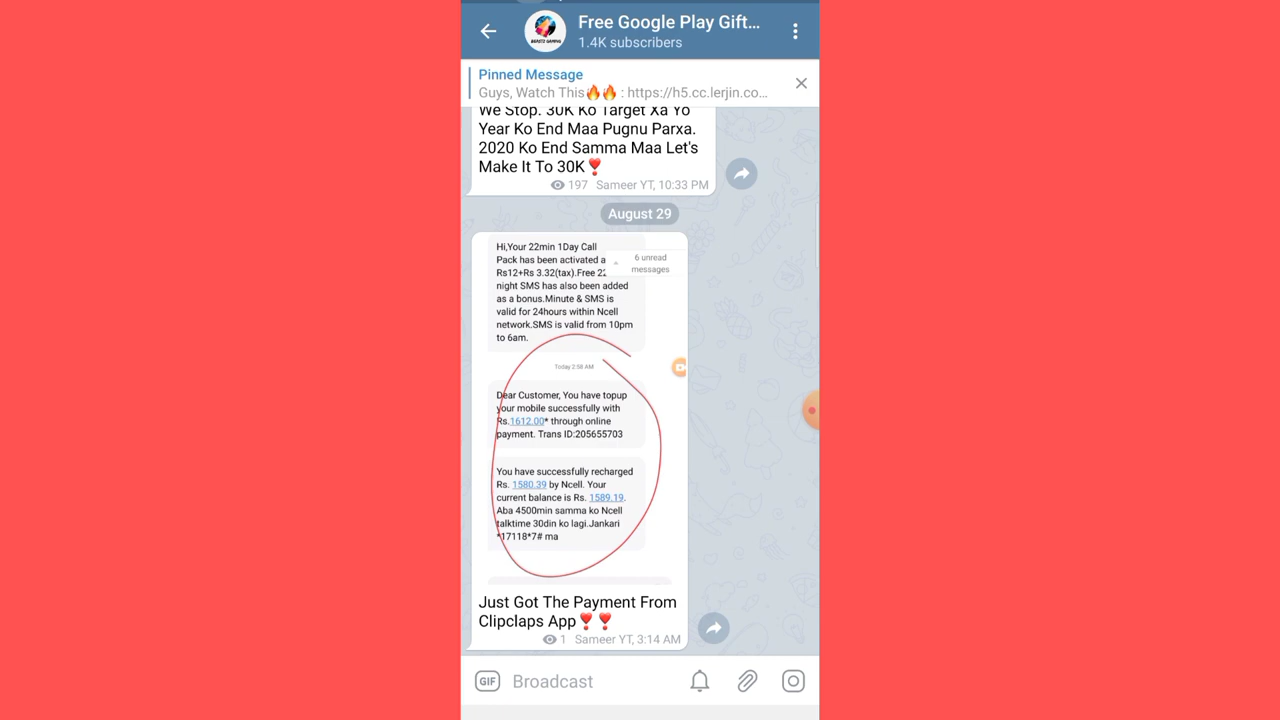 Free Google Play Gift...
1.4K subscribers
BEASTZ GAMING
Pinned Message
Guys, Watch This🔥🔥 : https://h5.cc.lerjin.co...
We Stop. 30K Ko Target Xa Yo
Year Ko End Maa Pugnu Parxa.
2020 Ko End Samma Maa Let's
Make It To 30K❣️
197 Sameer YT, 10:33 PM
August 29
Hi,Your 22min 1Day Call
Pack has been activated a
Rs12+Rs 3.32(tax).Free 22
night SMS has also been added
as a bonus.Minute & SMS is
valid for 24hours within Ncell
network.SMS is valid from 10pm
to 6am.
6 unread
messages
Today 2:58 AM
Dear Customer, You have topup
your mobile successfully with
Rs.1612.00* through online
payment. Trans ID:205655703
You have successfully recharged
Rs. 1580.39 by Ncell. Your
current balance is Rs. 1589.19.
Aba 4500min samma ko Ncell
talktime 30din ko lagi.Jankari
*17118*7# ma
Just Got The Payment From
Clipclaps App❣️❣️
1 Sameer YT, 3:14 AM
GIF Broadcast